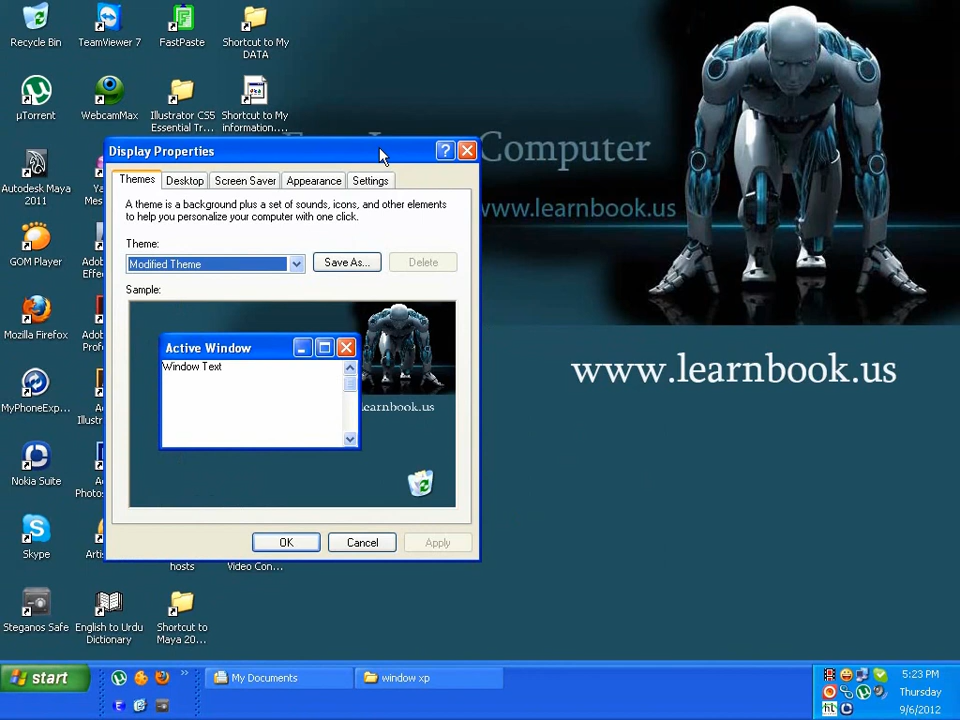 Recycle Bin
TeamViewer 7
FastPaste
Shortcut to My
DATA
µTorrent
WebcamMax
Illustrator CS5
Essential Tr...
Shortcut to My
information....
Computer
www.learnbook.us
www.learnbook.us
Display Properties
Themes
Desktop
Screen Saver
Appearance
Settings
A theme is a background plus a set of sounds, icons, and other elements
to help you personalize your computer with one click.
Theme:
Modified Theme
Save As...
Delete
Sample:
Active Window
Window Text
learnbook.us
OK
Cancel
Apply
Autodesk Maya
2011
GOM Player
Mozilla Firefox
MyPhoneExp...
Nokia Suite
Skype
hosts
Video Con...
Steganos Safe
English to Urdu
Dictionary
Shortcut to
Maya 20...
start
My Documents
window xp
5:23 PM
Thursday
9/6/2012